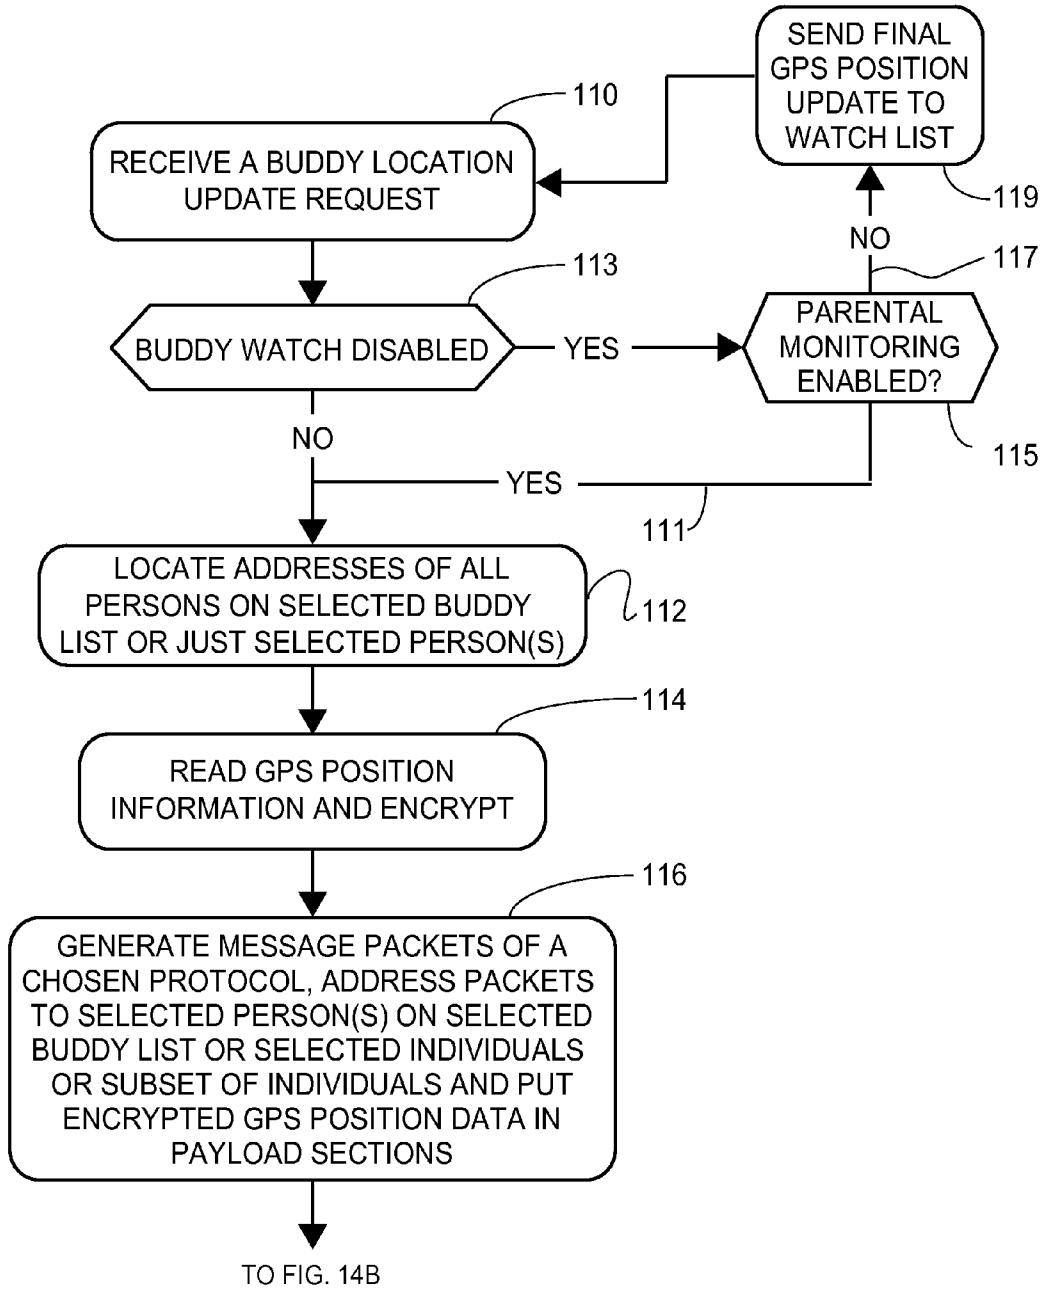 SEND FINAL
GPS POSITION
UPDATE TO
WATCH LIST
119
110
RECEIVE A BUDDY LOCATION
UPDATE REQUEST
NO
117
113
BUDDY WATCH DISABLED
YES
PARENTAL
MONITORING
ENABLED?
115
NO
YES
111
LOCATE ADDRESSES OF ALL
PERSONS ON SELECTED BUDDY
LIST OR JUST SELECTED PERSON(S)
112
114
READ GPS POSITION
INFORMATION AND ENCRYPT
116
GENERATE MESSAGE PACKETS OF A
CHOSEN PROTOCOL, ADDRESS PACKETS
TO SELECTED PERSON(S) ON SELECTED
BUDDY LIST OR SELECTED INDIVIDUALS
OR SUBSET OF INDIVIDUALS AND PUT
ENCRYPTED GPS POSITION DATA IN
PAYLOAD SECTIONS
TO FIG. 14B